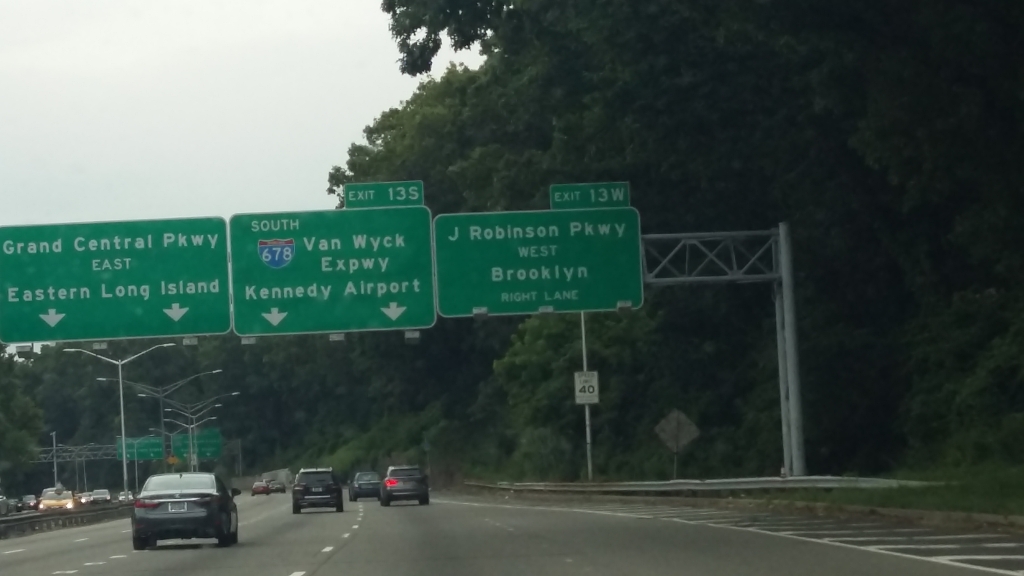 Grand Central Pkwy
EAST
Eastern Long Island
EXIT 13S
SOUTH
678
Van Wyck
Expwy
Kennedy Airport
EXIT 13W
J Robinson Pkwy
WEST
Brooklyn
RIGHT LANE
40